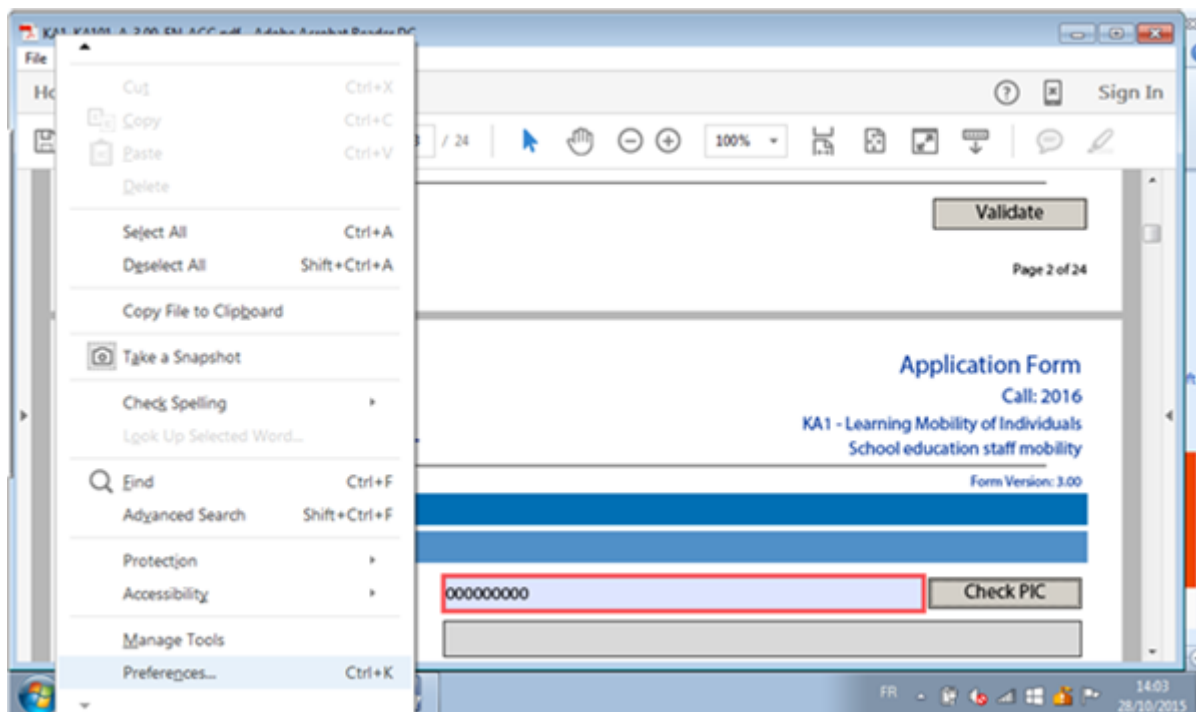 KA1_KA101_A_3.00_EN_ACC.pdf - Adobe Acrobat Reader DC
File
Sign In
/ 24
100%
Cut Ctrl+X
Copy Ctrl+C
Paste Ctrl+V
Delete
Select All Ctrl+A
Deselect All Shift+Ctrl+A
Copy File to Clipboard
Take a Snapshot
Check Spelling
Look Up Selected Word...
Find Ctrl+F
Advanced Search Shift+Ctrl+F
Protection
Accessibility
Manage Tools
Preferences... Ctrl+K
Validate
Page 2 of 24
Application Form
Call: 2016
KA1 - Learning Mobility of Individuals
School education staff mobility
Form Version: 3.00
000000000
Check PIC
FR
14:03
28/10/2015